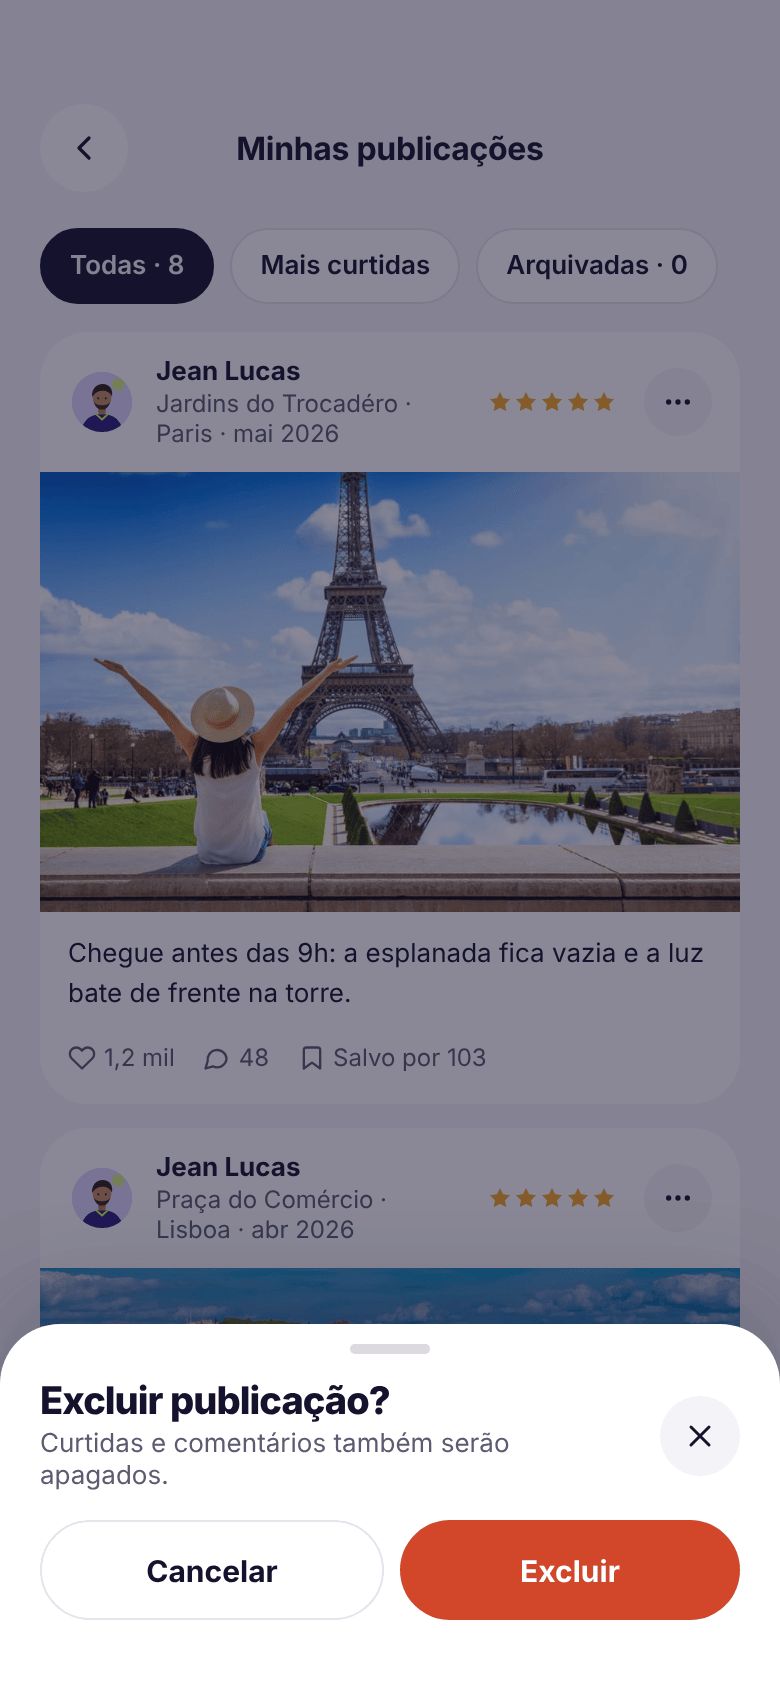 Minhas publicações
Todas · 8
Mais curtidas
Arquivadas · 0
Jean Lucas
Jardins do Trocadéro ·
Paris · mai 2026
Chegue antes das 9h: a esplanada fica vazia e a luz
bate de frente na torre.
1,2 mil
48
Salvo por 103
Jean Lucas
Praça do Comércio ·
Lisboa · abr 2026
Excluir publicação?
Curtidas e comentários também serão
apagados.
Cancelar
Excluir